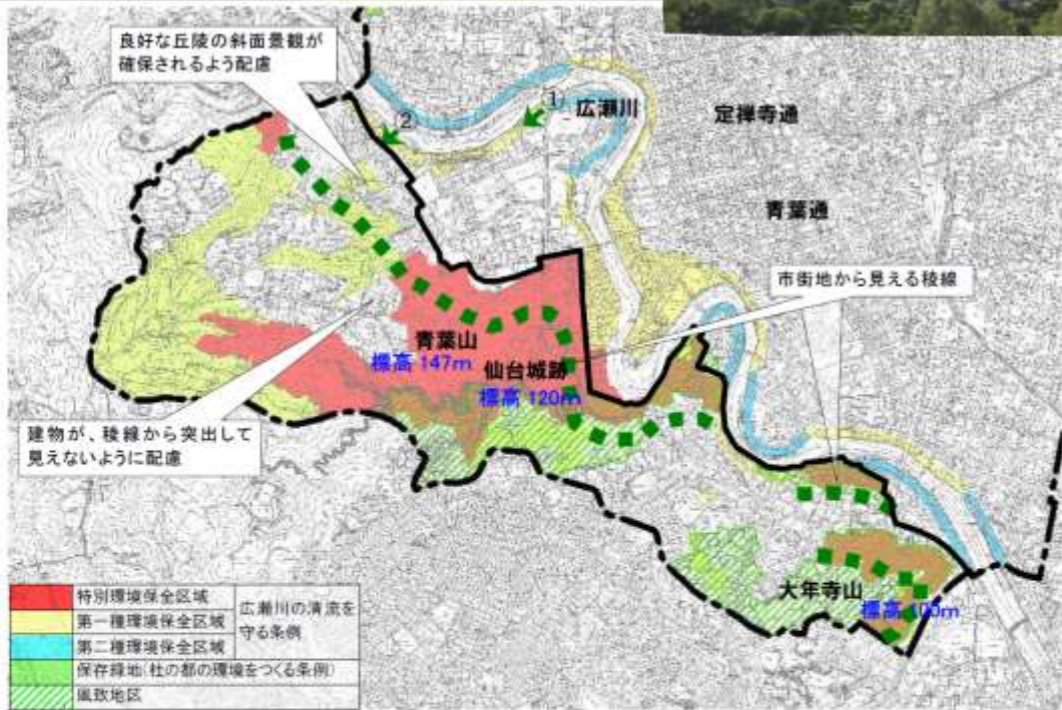 良好な丘陵の斜面景観が
確保されるよう配慮
②
①
広瀬川
定禅寺通
青葉通
市街地から見える稜線
青葉山
標高 147m
仙台城跡
標高 120m
建物が、稜線から突出して
見えないように配慮
大年寺山
標高 100m
特別環境保全区域
第一種環境保全区域
第二種環境保全区域
広瀬川の清流を
守る条例
保存緑地(杜の都の環境をつくる条例)
風致地区